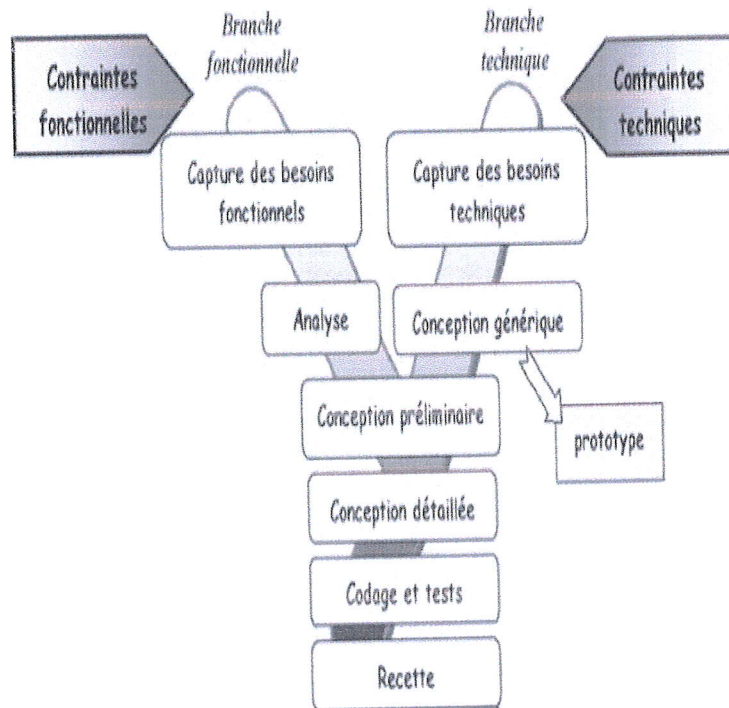 Branche
fonctionnelle
Branche
technique
Contraintes
fonctionnelles
Contraintes
techniques
Capture des besoins
fonctionnels
Capture des besoins
techniques
Analyse
Conception générique
Conception préliminaire
prototype
Conception détaillée
Codage et tests
Recette